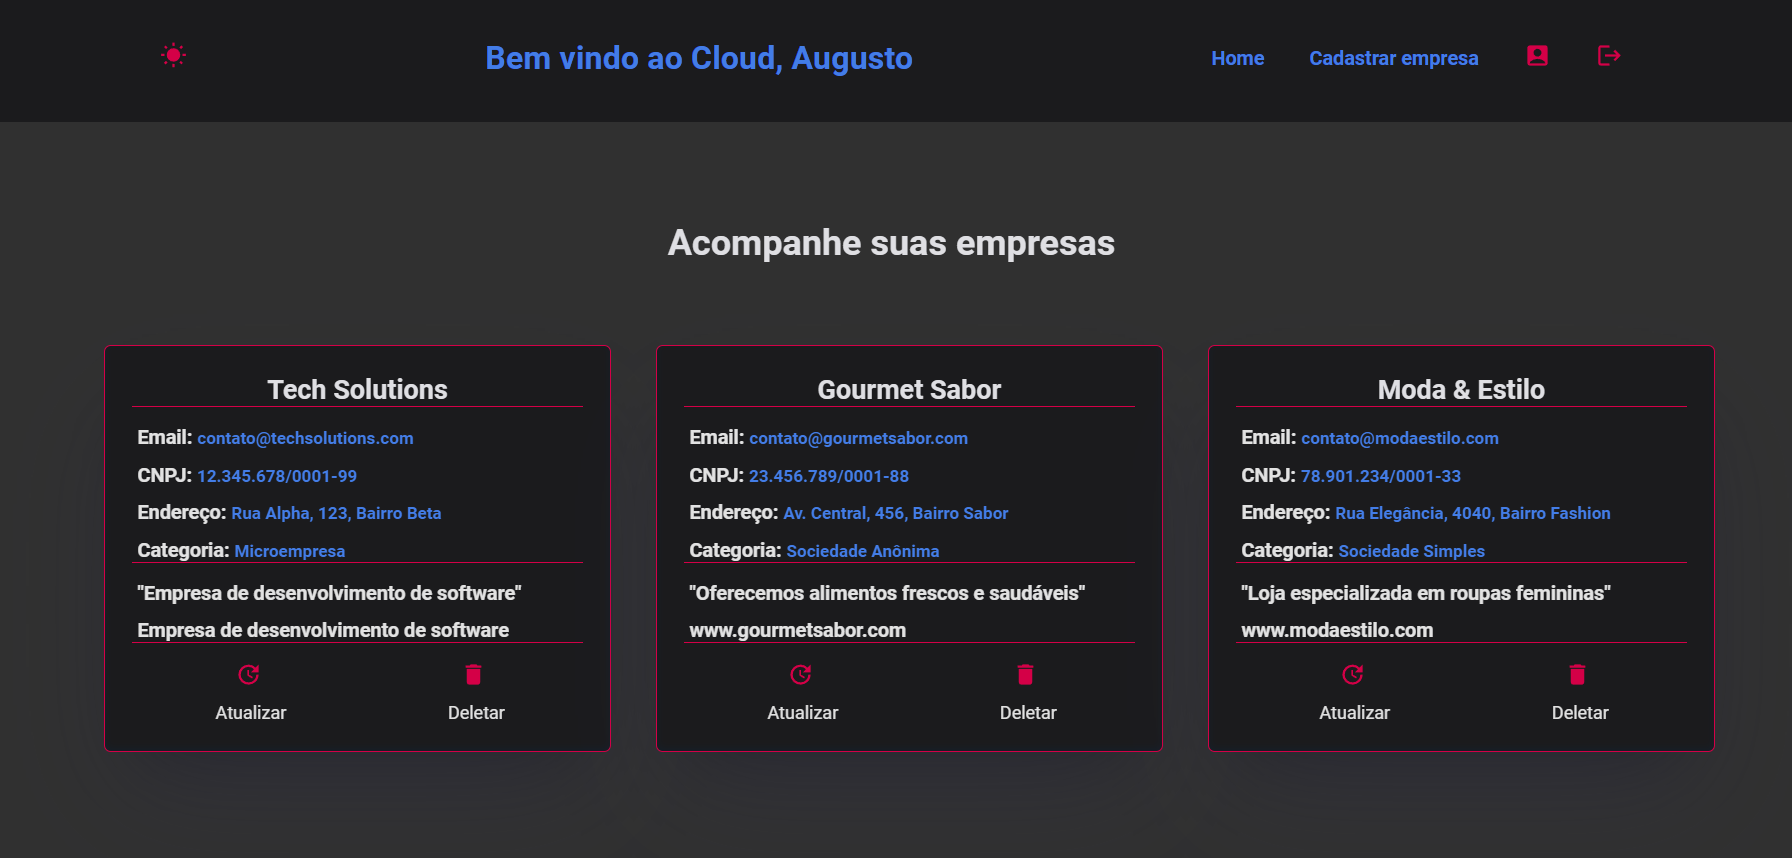 Bem vindo ao Cloud, Augusto
Home
Cadastrar empresa
Acompanhe suas empresas
Tech Solutions
Email: contato@techsolutions.com
CNPJ: 12.345.678/0001-99
Endereço: Rua Alpha, 123, Bairro Beta
Categoria: Microempresa
"Empresa de desenvolvimento de software"
Empresa de desenvolvimento de software
Atualizar
Deletar
Gourmet Sabor
Email: contato@gourmetsabor.com
CNPJ: 23.456.789/0001-88
Endereço: Av. Central, 456, Bairro Sabor
Categoria: Sociedade Anônima
"Oferecemos alimentos frescos e saudáveis"
www.gourmetsabor.com
Atualizar
Deletar
Moda & Estilo
Email: contato@modaestilo.com
CNPJ: 78.901.234/0001-33
Endereço: Rua Elegância, 4040, Bairro Fashion
Categoria: Sociedade Simples
"Loja especializada em roupas femininas"
www.modaestilo.com
Atualizar
Deletar